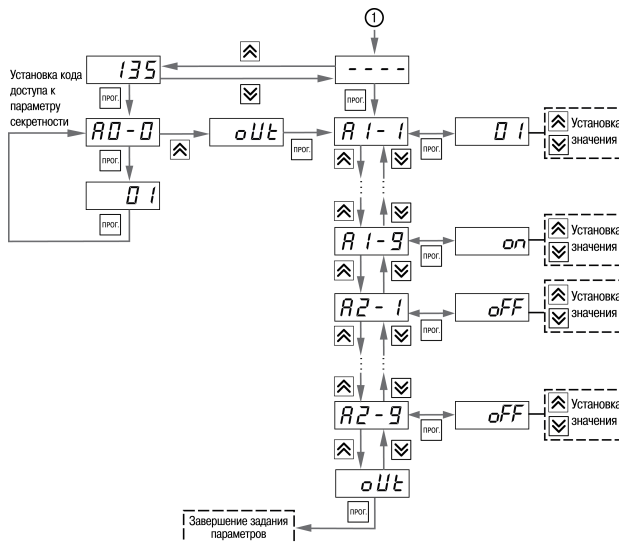 1
135
- - - -
Установка кода
доступа к
параметру
секретности
ПРОГ.
ПРОГ.
A0-0
oUt
ПРОГ.
A1-1
ПРОГ.
01
Установка
значения
ПРОГ.
01
ПРОГ.
A1-9
ПРОГ.
on
Установка
значения
A2-1
ПРОГ.
oFF
Установка
значения
A2-9
ПРОГ.
oFF
Установка
значения
oUt
ПРОГ.
Завершение задания
параметров